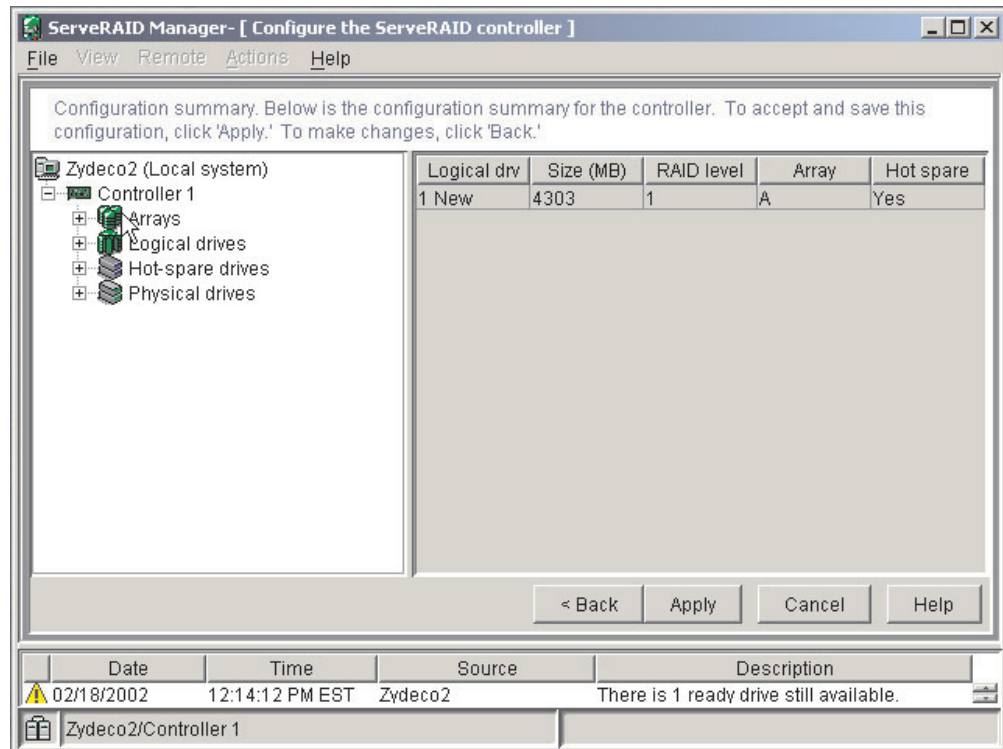 ServeRAID Manager- [ Configure the ServeRAID controller ]
File View Remote Actions Help
Configuration summary. Below is the configuration summary for the controller. To accept and save this
configuration, click 'Apply.' To make changes, click 'Back.'
Zydeco2 (Local system)
Controller 1
Arrays
Logical drives
Hot-spare drives
Physical drives
Logical drv Size (MB) RAID level Array Hot spare
1 New 4303 1 A Yes
< Back Apply Cancel Help
Date Time Source Description
02/18/2002 12:14:12 PM EST Zydeco2 There is 1 ready drive still available.
Zydeco2/Controller 1